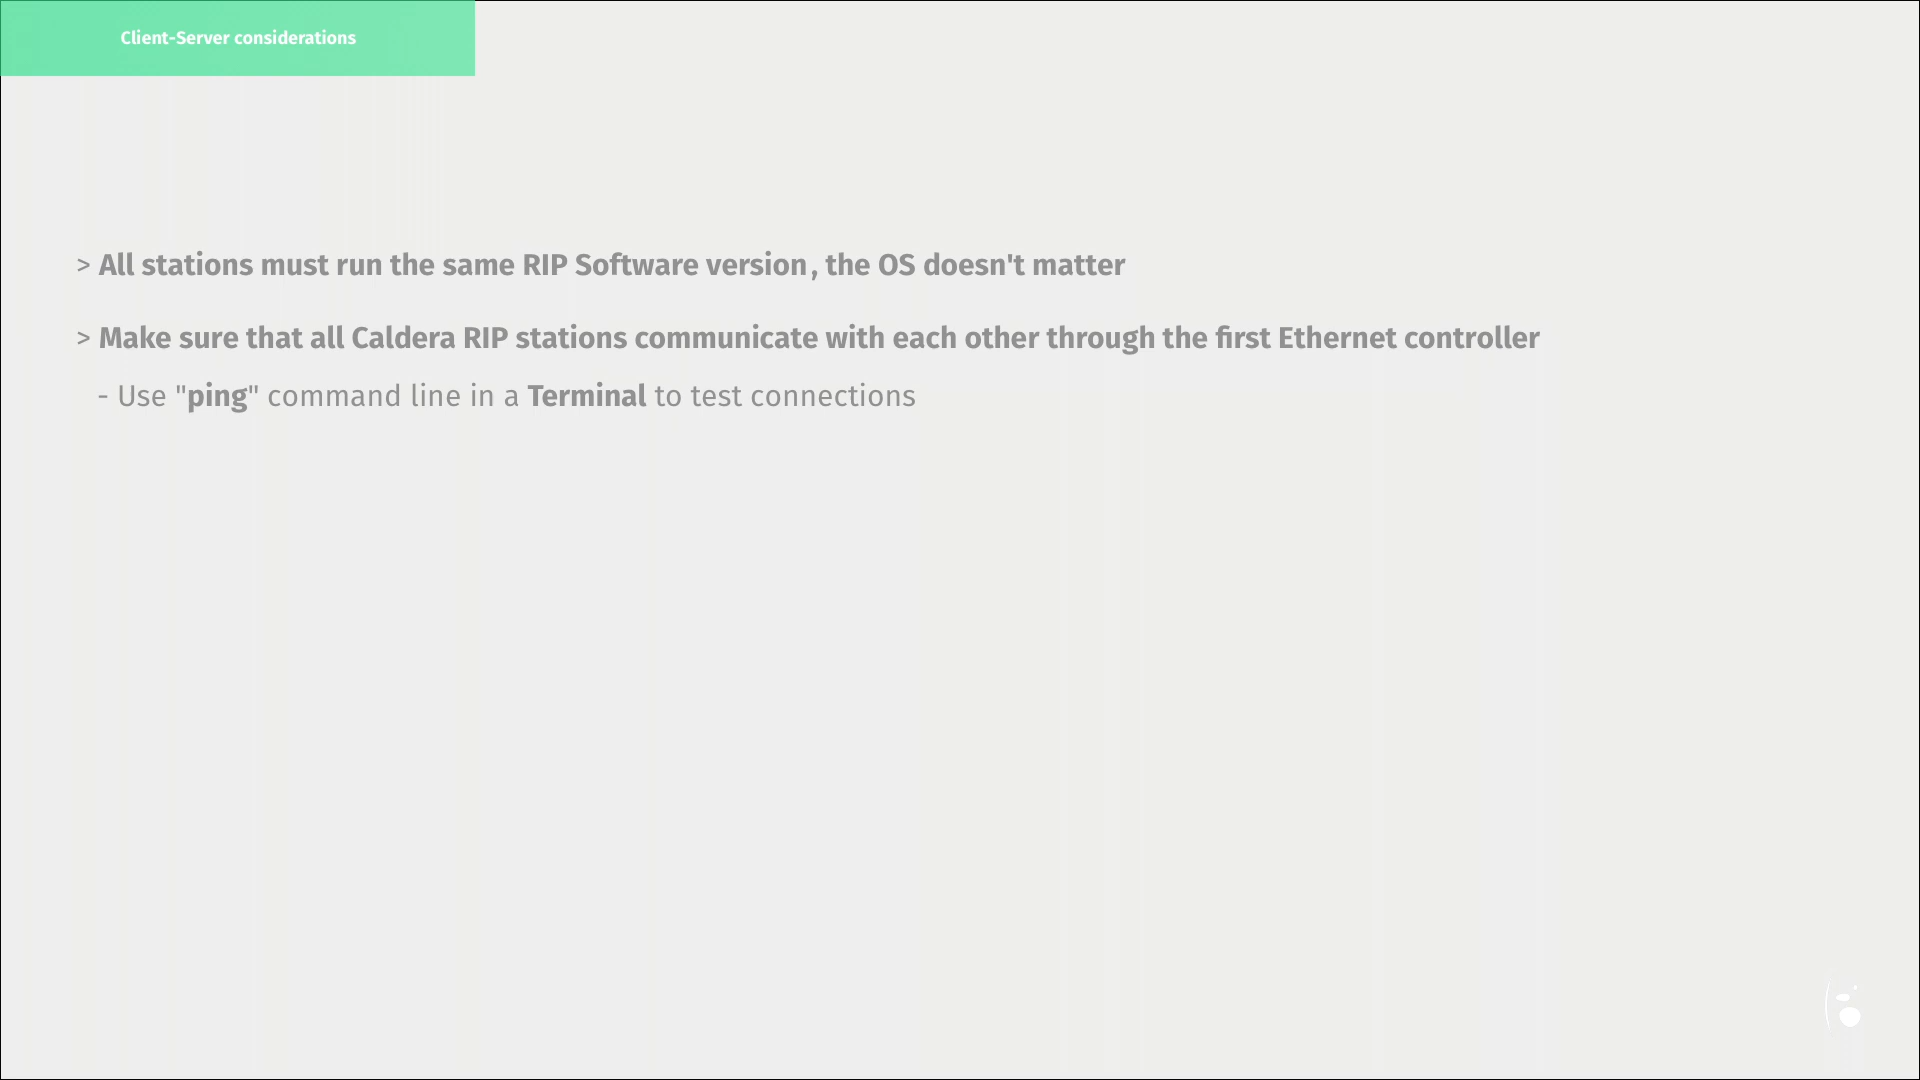 Client-Server considerations
> All stations must run the same RIP Software version, the OS doesn't matter
> Make sure that all Caldera RIP stations communicate with each other through the first Ethernet controller
- Use "ping" command line in a Terminal to test connections